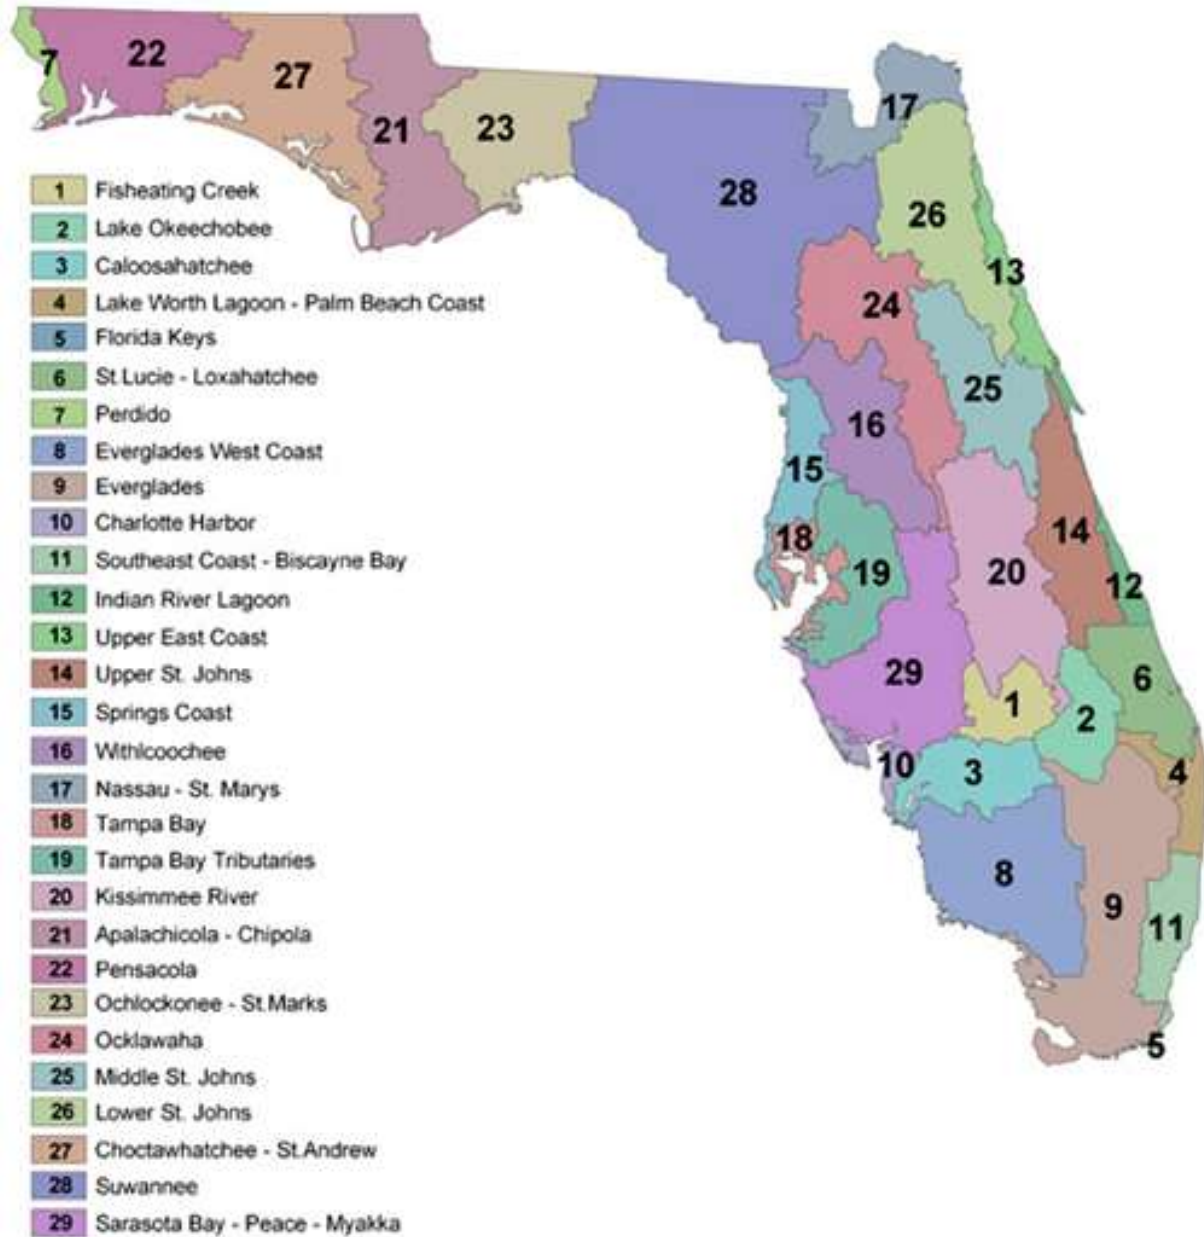 7
22
27
21
23
28
17
26
13
24
25
16
15
18
19
14
20
12
29
1
2
6
10
3
4
8
9
11
5
1 Fisheating Creek
2 Lake Okeechobee
3 Caloosahatchee
4 Lake Worth Lagoon - Palm Beach Coast
5 Florida Keys
6 St Lucie - Loxahatchee
7 Perdido
8 Everglades West Coast
9 Everglades
10 Charlotte Harbor
11 Southeast Coast - Biscayne Bay
12 Indian River Lagoon
13 Upper East Coast
14 Upper St. Johns
15 Springs Coast
16 Withlcoochee
17 Nassau - St. Marys
18 Tampa Bay
19 Tampa Bay Tributaries
20 Kissimmee River
21 Apalachicola - Chipola
22 Pensacola
23 Ochlockonee - St.Marks
24 Ocklawaha
25 Middle St. Johns
26 Lower St. Johns
27 Choctawhatchee - St.Andrew
28 Suwannee
29 Sarasota Bay - Peace - Myakka